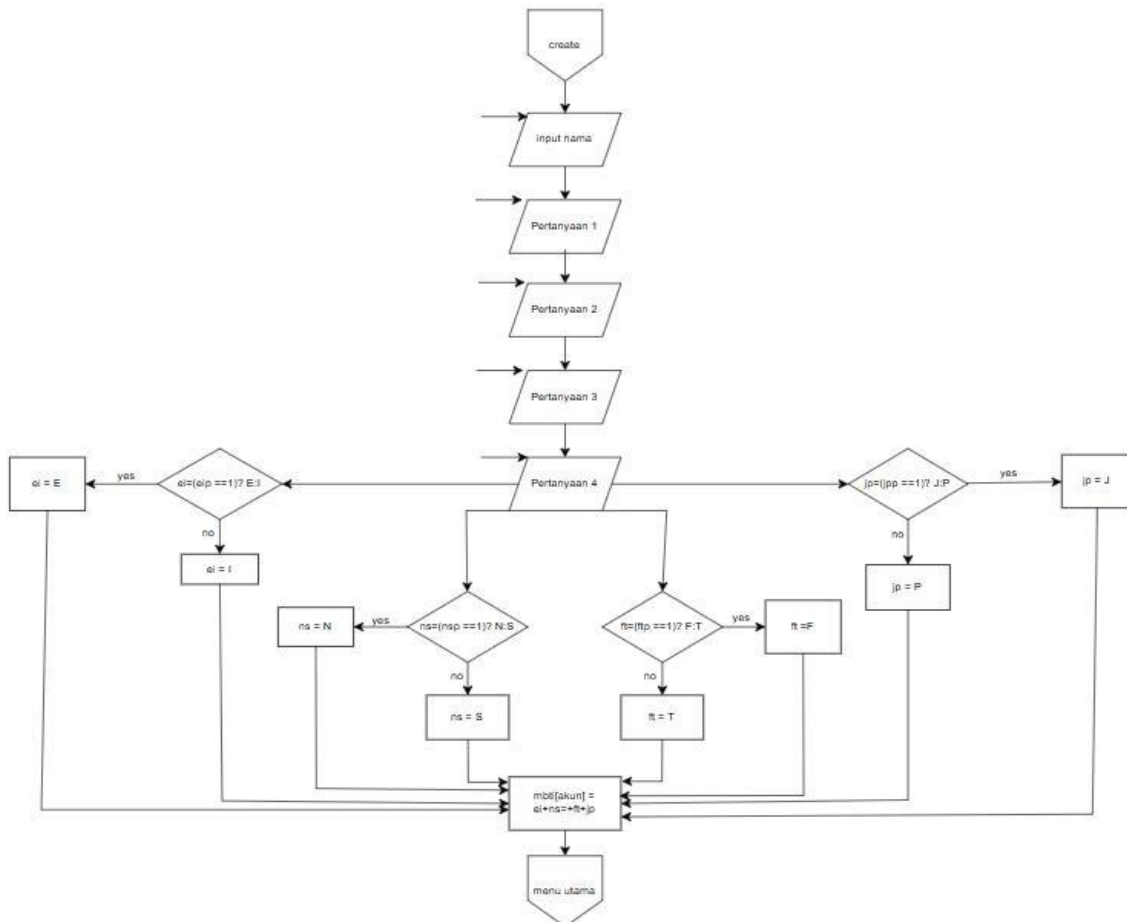 create
input nama
Pertanyaan 1
Pertanyaan 2
Pertanyaan 3
Pertanyaan 4
ei = E
yes
ei=(eip ==1)? E:I
no
ei = I
jp=(jpp ==1)? J:P
yes
jp = J
no
jp = P
ns = N
yes
ns=(nsp ==1)? N:S
no
ns = S
ft=(ftp ==1)? F:T
yes
ft =F
no
ft = T
mbti[akun] =
ei+ns=+ft+jp
menu utama